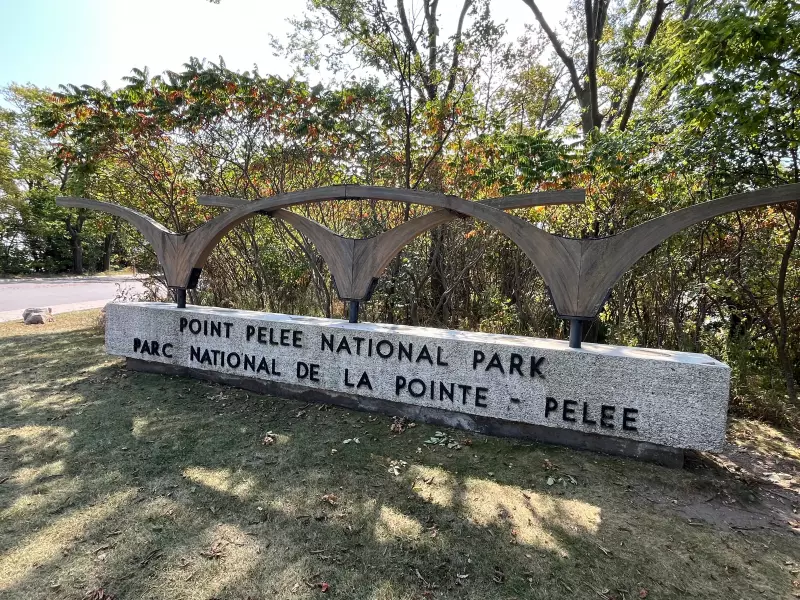 POINT PELEE NATIONAL PARK
PARC NATIONAL DE LA POINTE - PELEE